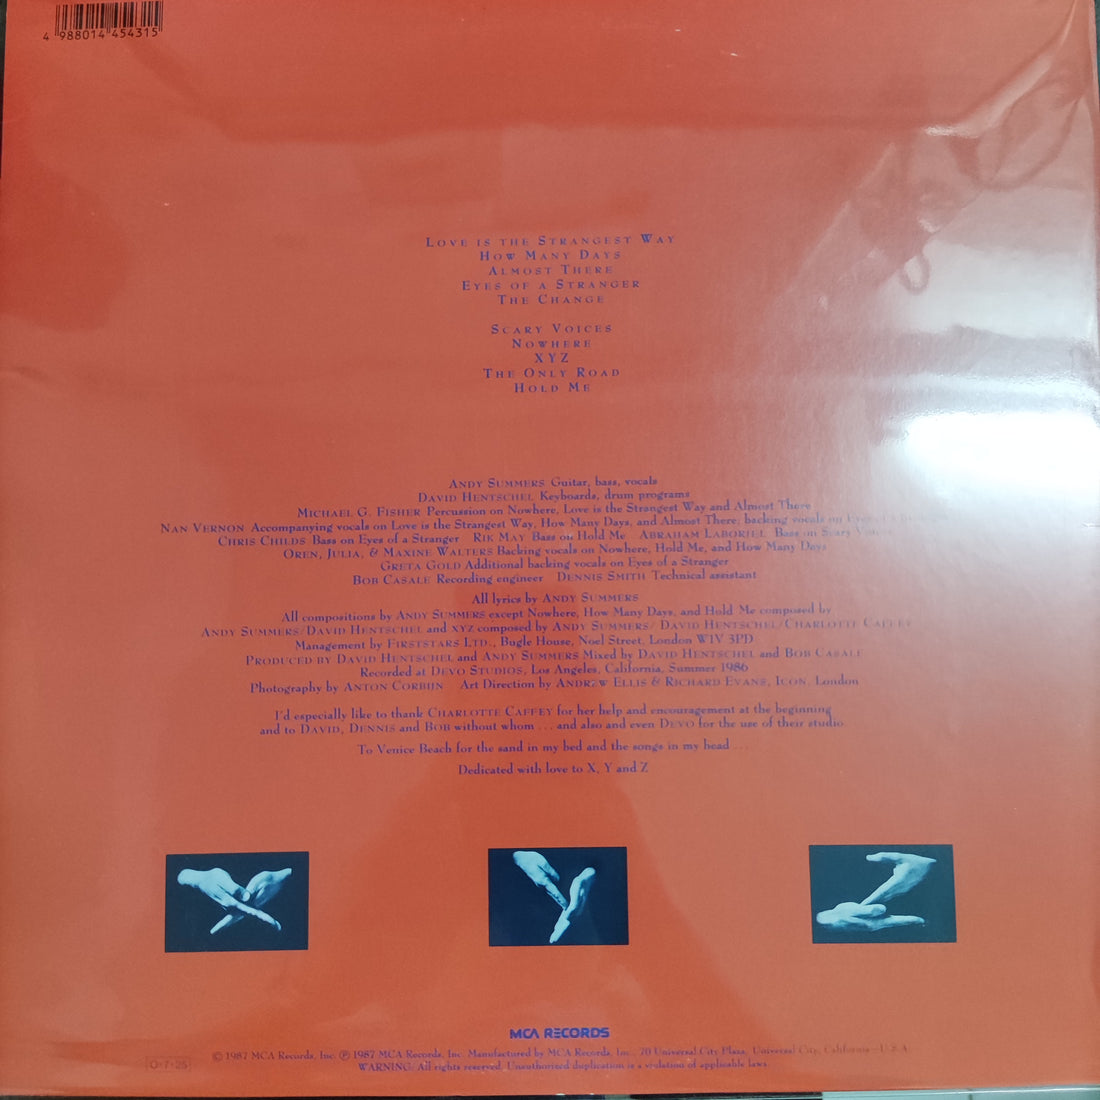 4 988014 454315
LOVE IS THE STRANGEST WAY
HOW MANY DAYS
ALMOST THERE
EYES OF A STRANGER
THE CHANGE
SCARY VOICES
NOWHERE
XYZ
THE ONLY ROAD
HOLD ME
ANDY SUMMERS Guitar, bass, vocals
DAVID HENTSCHEL Keyboards, drum programs
MICHAEL G. FISHER Percussion on Nowhere, Love is the Strangest Way and Almost There
NAN VERNON Accompanying vocals on Love is the Strangest Way, How Many Days, and Almost There; backing vocals on Eyes
CHRIS CHILDS Bass on Eyes of a Stranger RIK MAY Bass on Hold Me ABRAHAM LABORIEL Bass on Scary Voices
OREN, JULIA, & MAXINE WALTERS Backing vocals on Nowhere, Hold Me, and How Many Days
GRETA GOLD Additional backing vocals on Eyes of a Stranger
BOB CASALE Recording engineer DENNIS SMITH Technical assistant
All lyrics by ANDY SUMMERS
All compositions by ANDY SUMMERS except Nowhere, How Many Days, and Hold Me composed by
ANDY SUMMERS/DAVID HENTSCHEL and XYZ composed by ANDY SUMMERS/ DAVID HENTSCHEL/CHARLOTTE CAFFEY
Management by FIRSTSTARS LTD., Bugle House, Noel Street, London W1V 3PD
PRODUCED BY DAVID HENTSCHEL and ANDY SUMMERS Mixed by DAVID HENTSCHEL and BOB CASALE
Recorded at DEVO STUDIOS, Los Angeles, California, Summer 1986
Photography by ANTON CORBIJN Art Direction by ANDREW ELLIS & RICHARD EVANS, ICON, London
I'd especially like to thank CHARLOTTE CAFFEY for her help and encouragement at the beginning
and to DAVID, DENNIS and BOB without whom ... and also and even DEVO for the use of their studio.
To Venice Beach for the sand in my bed and the songs in my head ...
Dedicated with love to X, Y and Z
MCA RECORDS
© 1987 MCA Records, Inc. ℗ 1987 MCA Records, Inc. Manufactured by MCA Records, Inc., 70 Universal City Plaza, Universal City, California—U.S.A.
WARNING: All rights reserved. Unauthorized duplication is a violation of applicable laws.
O·7·25